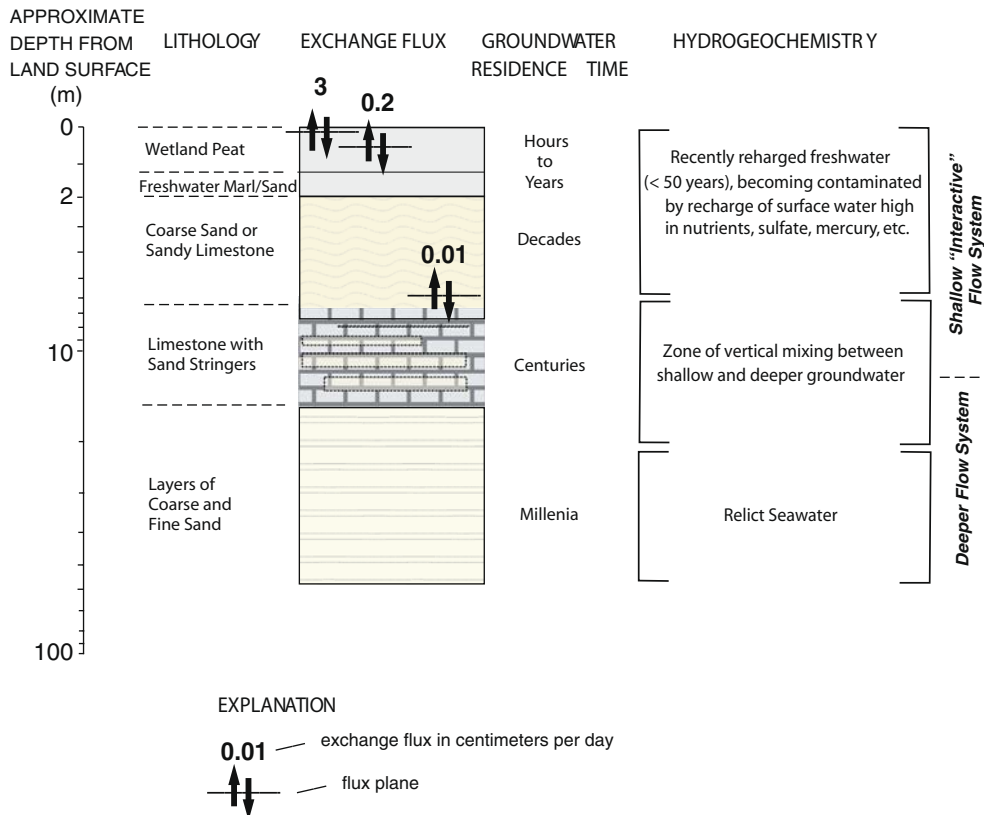 APPROXIMATE
DEPTH FROM
LAND SURFACE
(m)
LITHOLOGY
EXCHANGE FLUX
GROUNDWATER
RESIDENCE TIME
HYDROGEOCHEMISTRY
0
2
10
100
Wetland Peat
Freshwater Marl/Sand
Coarse Sand or
Sandy Limestone
Limestone with
Sand Stringers
Layers of
Coarse and
Fine Sand
3
0.2
0.01
Hours
to
Years
Decades
Centuries
Millenia
Recently reharged freshwater
(< 50 years), becoming contaminated
by recharge of surface water high
in nutrients, sulfate, mercury, etc.
Zone of vertical mixing between
shallow and deeper groundwater
Relict Seawater
Shallow "Interactive"
Flow System
Deeper Flow System
EXPLANATION
0.01
exchange flux in centimeters per day
flux plane